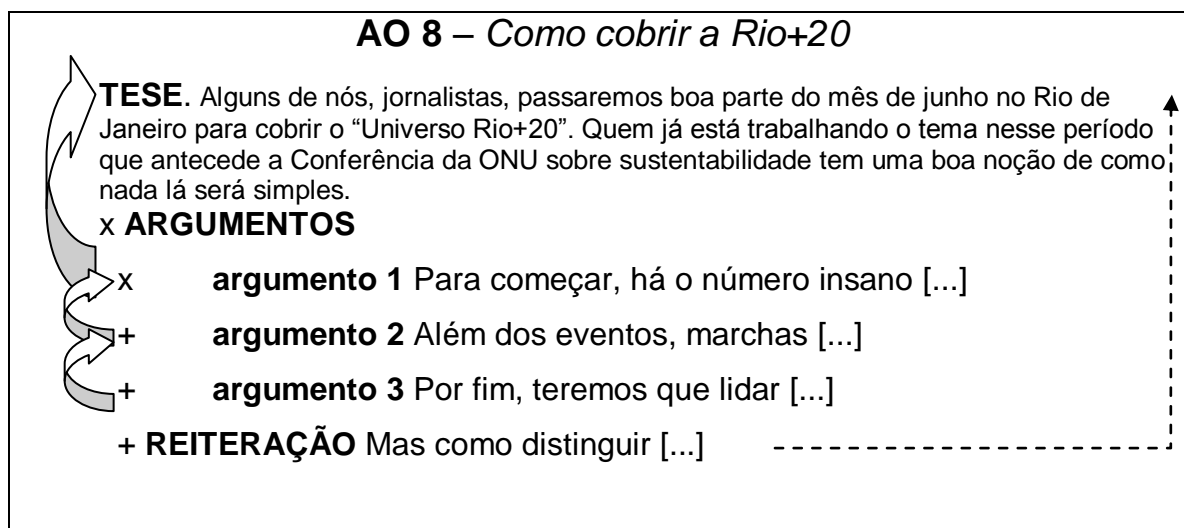 AO 8 – Como cobrir a Rio+20
TESE. Alguns de nós, jornalistas, passaremos boa parte do mês de junho no Rio de
Janeiro para cobrir o “Universo Rio+20”. Quem já está trabalhando o tema nesse período
que antecede a Conferência da ONU sobre sustentabilidade tem uma boa noção de como
nada lá será simples.
x ARGUMENTOS
x argumento 1 Para começar, há o número insano [...]
+ argumento 2 Além dos eventos, marchas [...]
+ argumento 3 Por fim, teremos que lidar [...]
+ REITERAÇÃO Mas como distinguir [...]